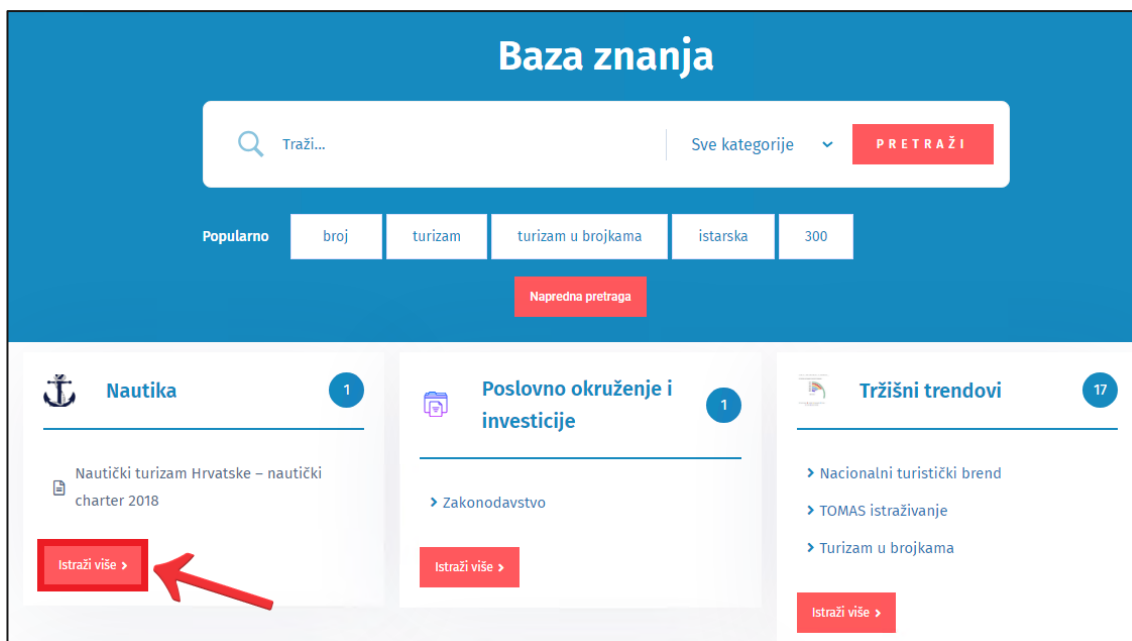 Baza znanja
Traži...
Sve kategorije
PRETRAŽI
Popularno
broj
turizam
turizam u brojkama
istarska
300
Napredna pretraga
Nautika
1
Nautički turizam Hrvatske – nautički
charter 2018
Istraži više
Poslovno okruženje i
investicije
1
Zakonodavstvo
Istraži više
Tržišni trendovi
17
Nacionalni turistički brend
TOMAS istraživanje
Turizam u brojkama
Istraži više